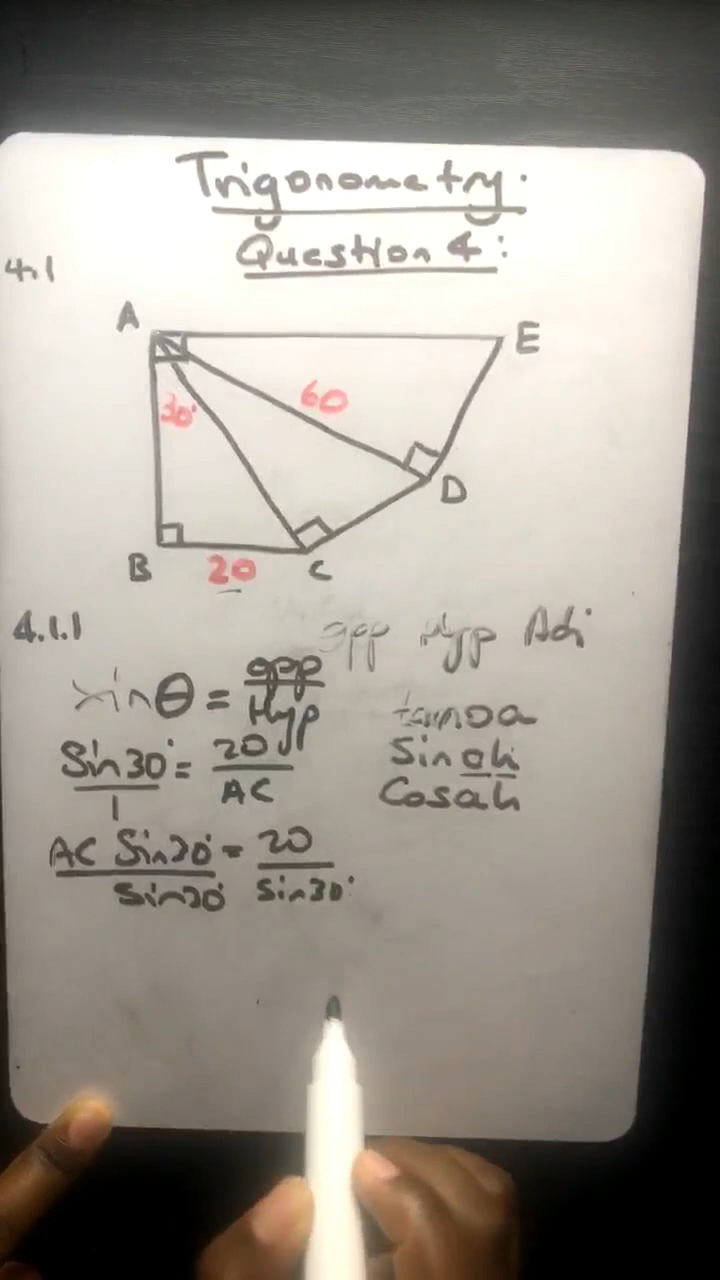 Trigonometry.
Question 4:
4.1
A
E
30°
60
D
B
20
C
4.1.1
opp Hyp Adj
sinθ = opp/Hyp
tanoa
Sin30° = 20/AC
1
Sinoh
Cosah
AC Sin30° = 20
Sin30° Sin30°